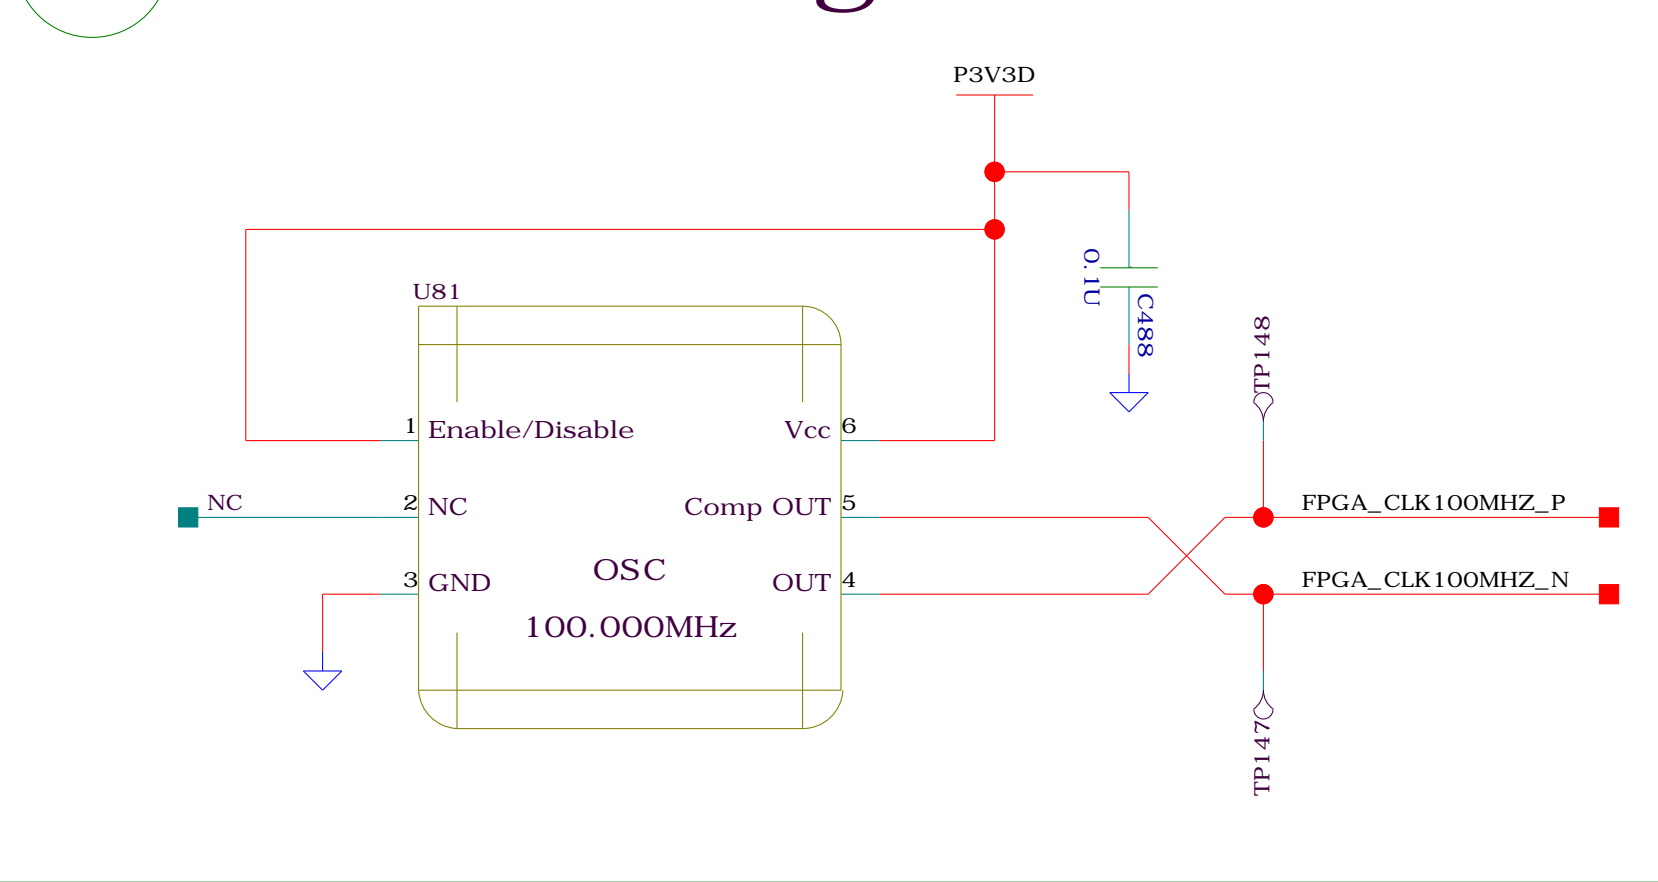 P3V3D
0.1U
C488
U81
TP148
1 Enable/Disable Vcc 6
NC 2 NC Comp OUT 5 FPGA_CLK100MHZ_P
3 GND OSC OUT 4 FPGA_CLK100MHZ_N
100.000MHz
TP147